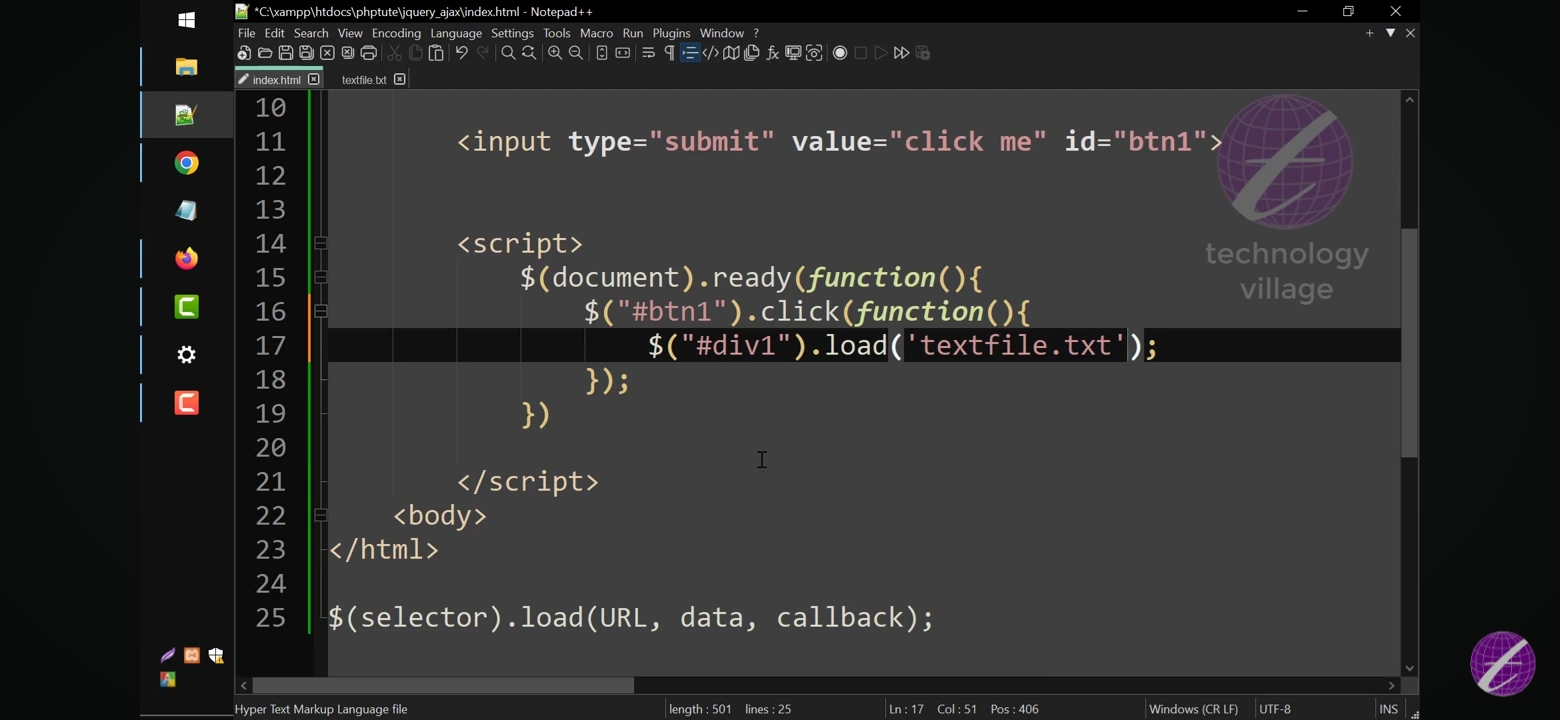 *C:\xampp\htdocs\phptute\jquery_ajax\index.html - Notepad++
File Edit Search View Encoding Language Settings Tools Macro Run Plugins Window ?
index.html textfile.txt
10
11 <input type="submit" value="click me" id="btn1">
12
13
14 <script>
15 $(document).ready(function(){
16 $("#btn1").click(function(){
17 $("#div1").load('textfile.txt');
18 });
19 })
20
21 </script>
22 <body>
23 </html>
24
25 $(selector).load(URL, data, callback);
technology
village
Hyper Text Markup Language file length : 501 lines : 25 Ln : 17 Col : 51 Pos : 406 Windows (CR LF) UTF-8 INS